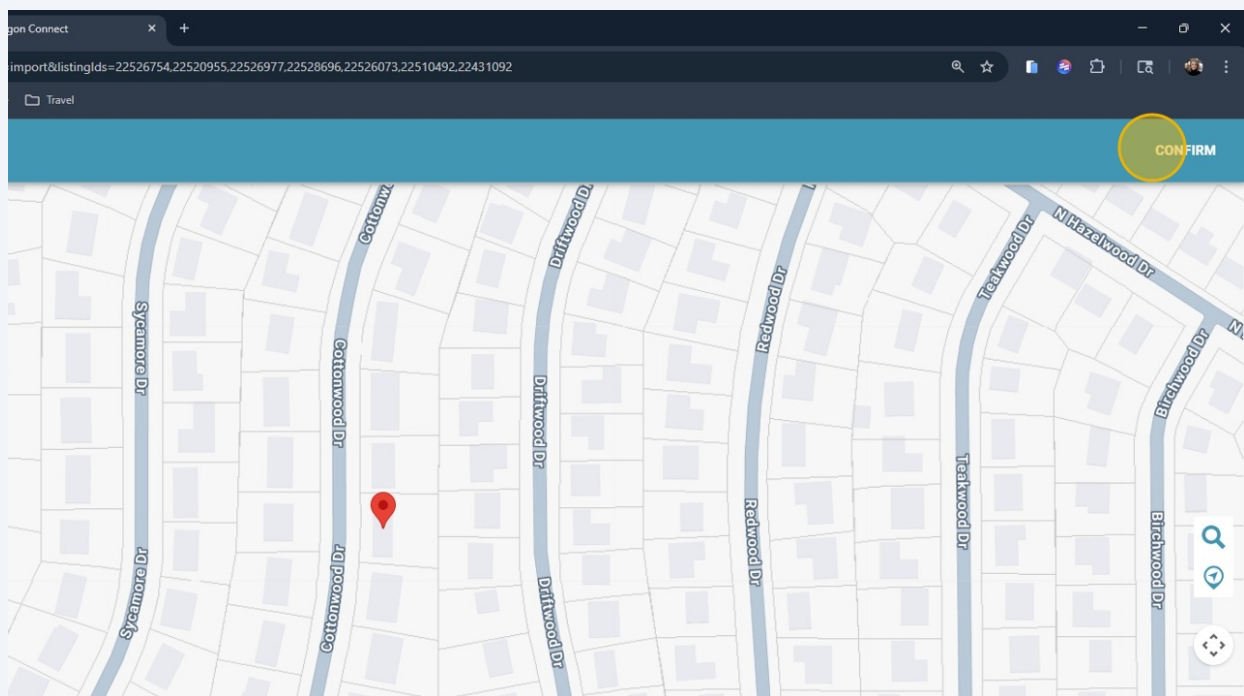 gon Connect
=import&listingIds=22526754,22520955,22526977,22528696,22526073,22510492,22431092
Travel
CONFIRM
Cottonw
Driftwood Dr
N Hazelwood Dr
Teakwood Dr
Redwood Dr
Sycamore Dr
N
Birchwood Dr
Cottonwood Dr
Driftwood Dr
Teakwood Dr
Redwood Dr
Birchwood Dr
Sycamore Dr
Cottonwood Dr
Driftwood Dr